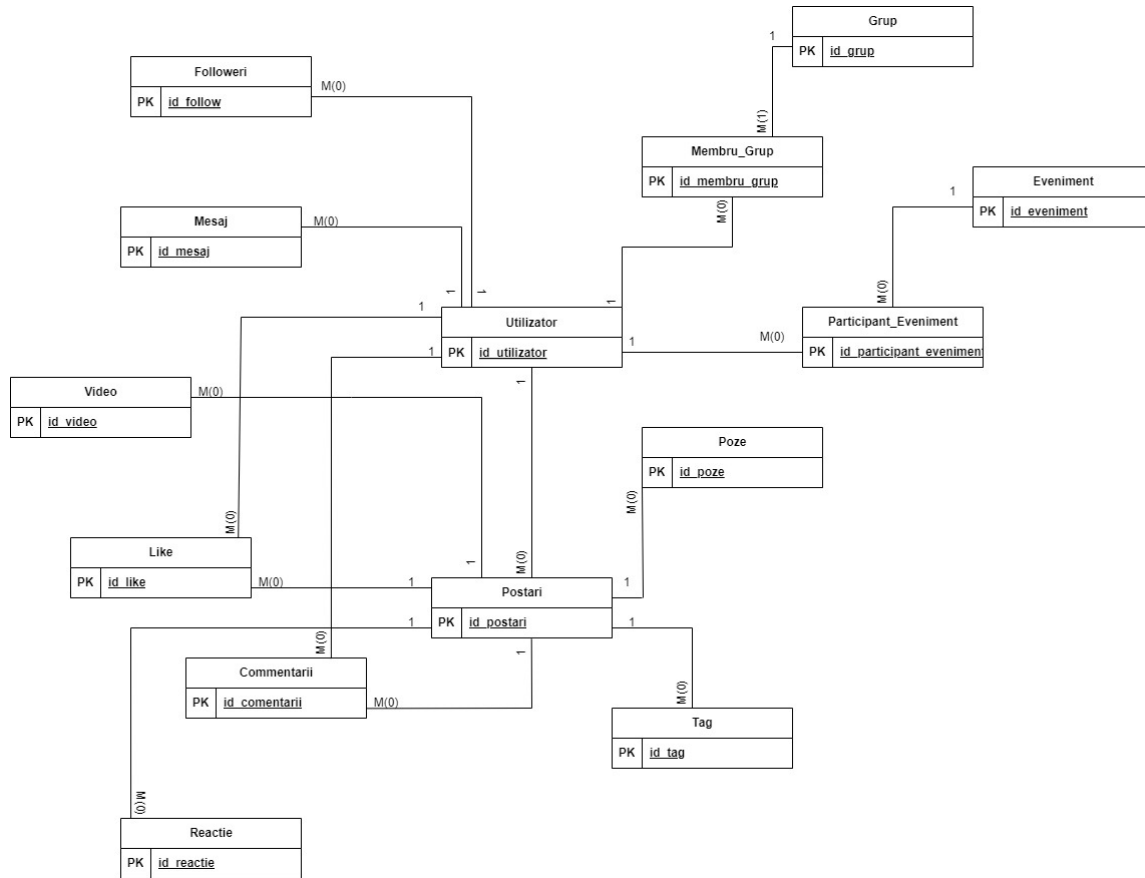 Grup
1
PK id_grup
Followeri
M(0)
PK id_follow
M(1)
Membru_Grup
PK id_membru_grup
M(0)
Eveniment
1
PK id_eveniment
Mesaj
M(0)
PK id_mesaj
M(0)
1
1
1
1
Utilizator
PK id_utilizator
1
1
1
M(0)
Participant_Eveniment
PK id_participant_eveniment
Video
M(0)
PK id_video
Poze
PK id_poze
M(0)
M(0)
Like
PK id_like
M(0)
1
1
M(0)
Postari
PK id_postari
1
1
1
1
M(0)
Commentarii
PK id_comentarii
M(0)
M(0)
Tag
PK id_tag
M(0)
Reactie
PK id_reactie